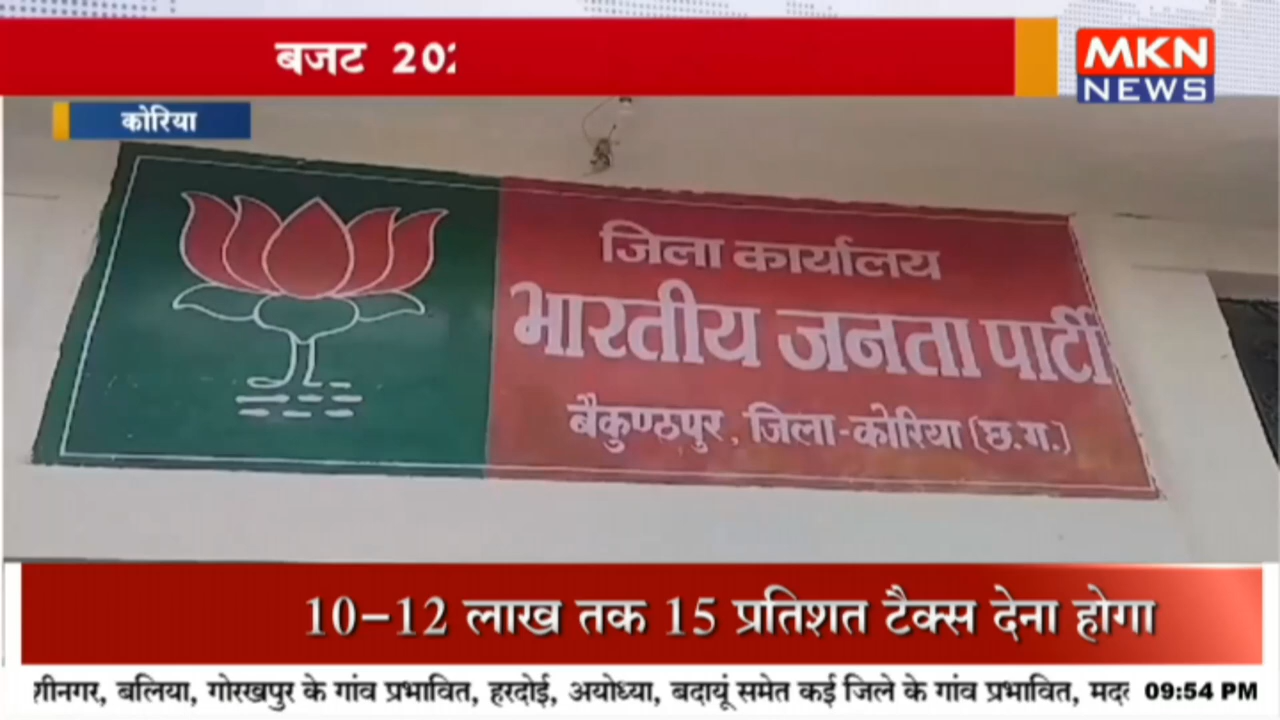 बजट 202
MKN
NEWS
कोरिया
जिला कार्यालय
भारतीय जनता पार्टी
बैकुण्ठपुर, जिला-कोरिया (छ.ग.)
10-12 लाख तक 15 प्रतिशत टैक्स देना होगा
बलिया, गोरखपुर के गांव प्रभावित, हरदोई, अयोध्या, बदायूं समेत कई जिले के गांव प्रभावित, 09:54 PM